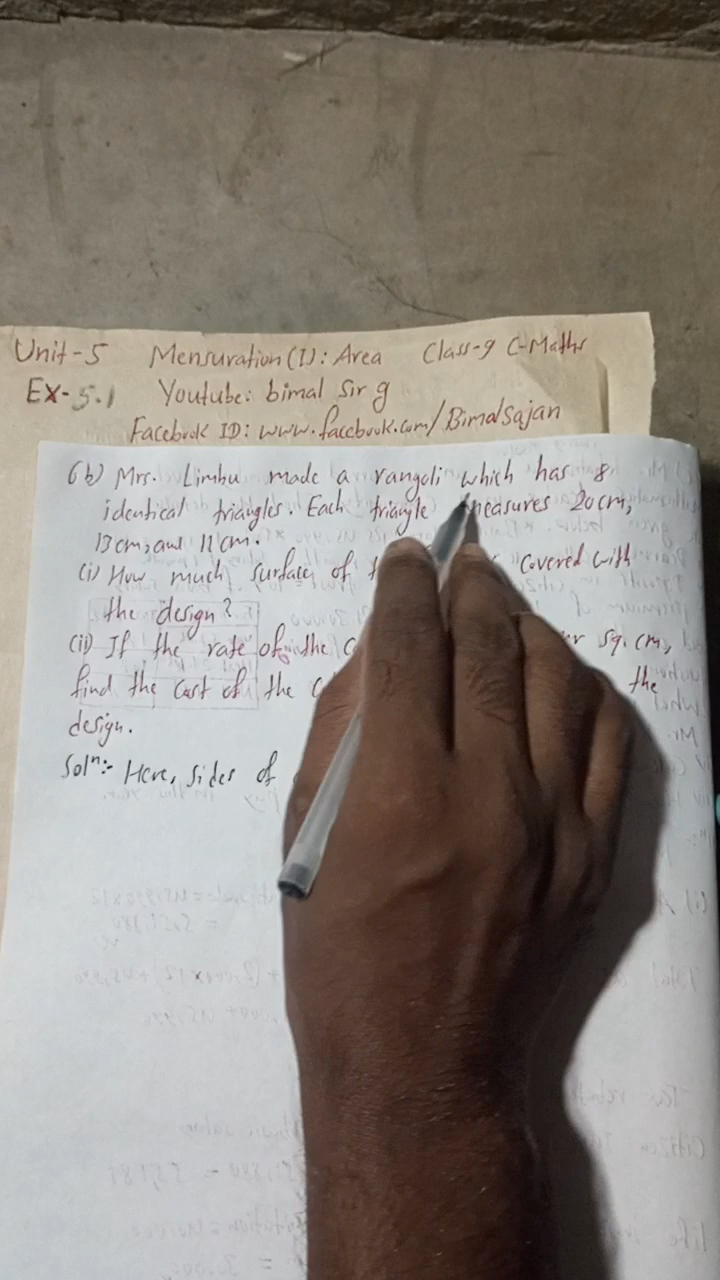 Unit-5 Mensuration (I): Area Class-9 C-Maths
Ex-5.1 Youtube: bimal Sir g
Facebook ID: www.facebook.com/BimalSajan
6b) Mrs. Limbu made a rangoli which has 8
identical triangles. Each triangle measures 20cm,
13cm, and 11cm.
(i) How much surface of covered with
the design?
(ii) If the rate of the sq. cm,
find the cost of the the
design.
Soln:- Here, sides of